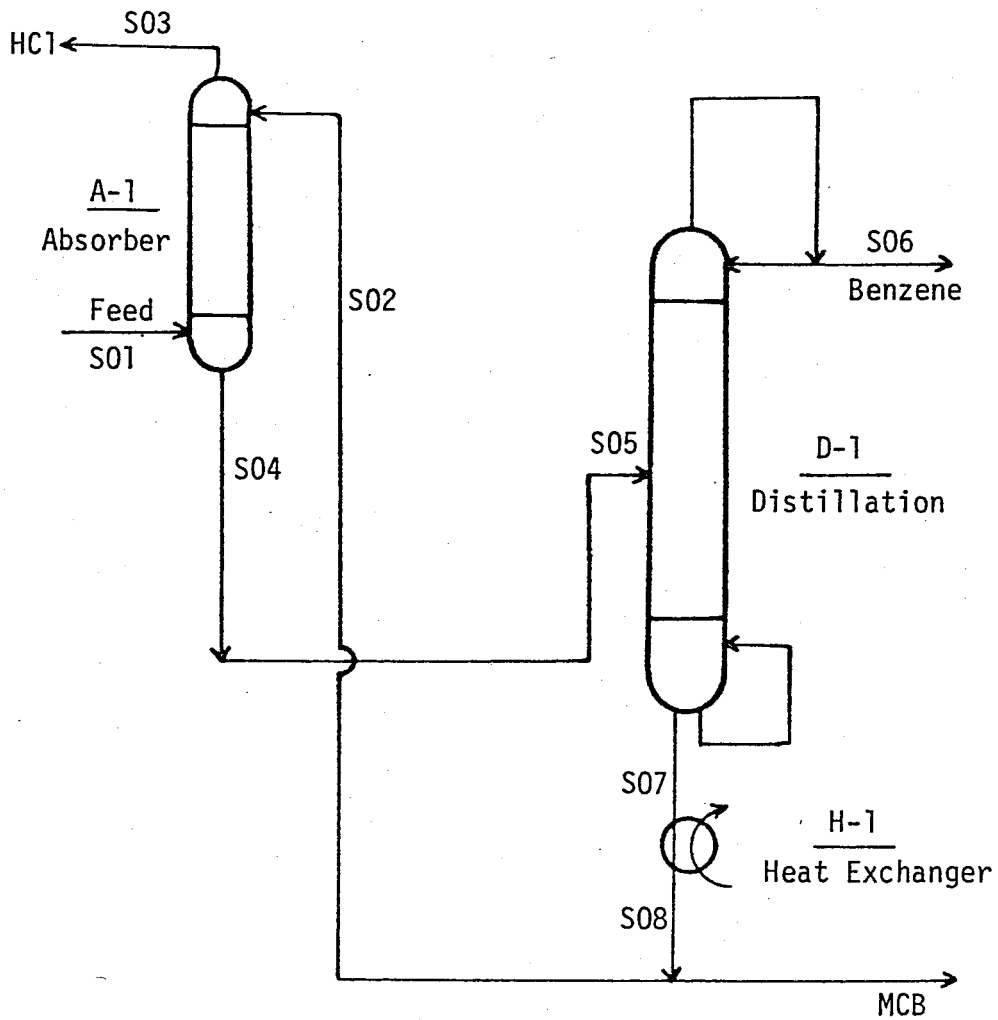 S03
HCl
A-1
Absorber
Feed
S01
S02
S04
S06
Benzene
S05
D-1
Distillation
S07
H-1
Heat Exchanger
S08
MCB